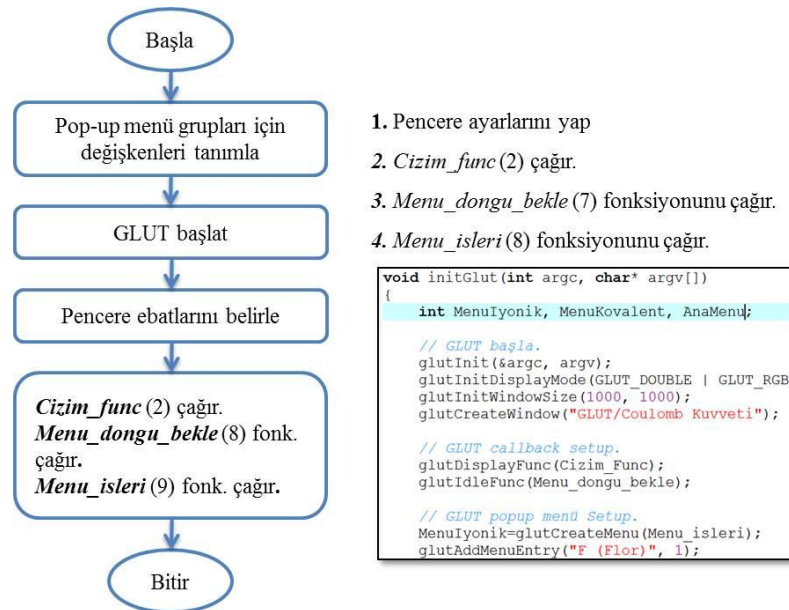 Başla
Pop-up menü grupları için
değişkenleri tanımla
GLUT başlat
Pencere ebatlarını belirle
Cizim_func (2) çağır.
Menu_dongu_bekle (8) fonk.
çağır.
Menu_isleri (9) fonk. çağır.
Bitir
1. Pencere ayarlarını yap
2. Cizim_func (2) çağır.
3. Menu_dongu_bekle (7) fonksiyonunu çağır.
4. Menu_isleri (8) fonksiyonunu çağır.
void initGlut(int argc, char* argv[])
{
int MenuIyonik, MenuKovalent, AnaMenu;
// GLUT başla.
glutInit(&argc, argv);
glutInitDisplayMode(GLUT_DOUBLE | GLUT_RGB
glutInitWindowSize(1000, 1000);
glutCreateWindow("GLUT/Coulomb Kuvveti");
// GLUT callback setup.
glutDisplayFunc(Cizim_Func);
glutIdleFunc(Menu_dongu_bekle);
// GLUT popup menü Setup.
MenuIyonik=glutCreateMenu(Menu_isleri);
glutAddMenuEntry("F (Flor)", 1);